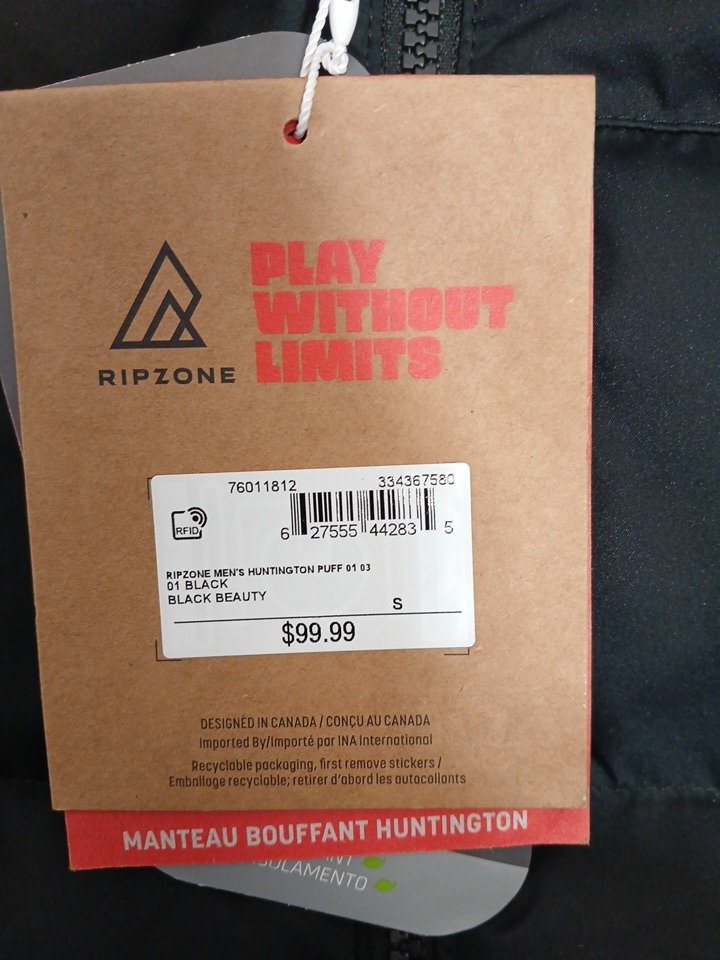 PLAY
WITHOUT
LIMITS
RIPZONE
76011812 334367580
RFID
6 27555 44283 5
RIPZONE MEN'S HUNTINGTON PUFF 01 03
01 BLACK
BLACK BEAUTY
S
$99.99
DESIGNED IN CANADA / CONÇU AU CANADA
Imported By/Importé par INA International
Recyclable packaging, first remove stickers /
Emballage recyclable; retirer d'abord les autocollants
MANTEAU BOUFFANT HUNTINGTON